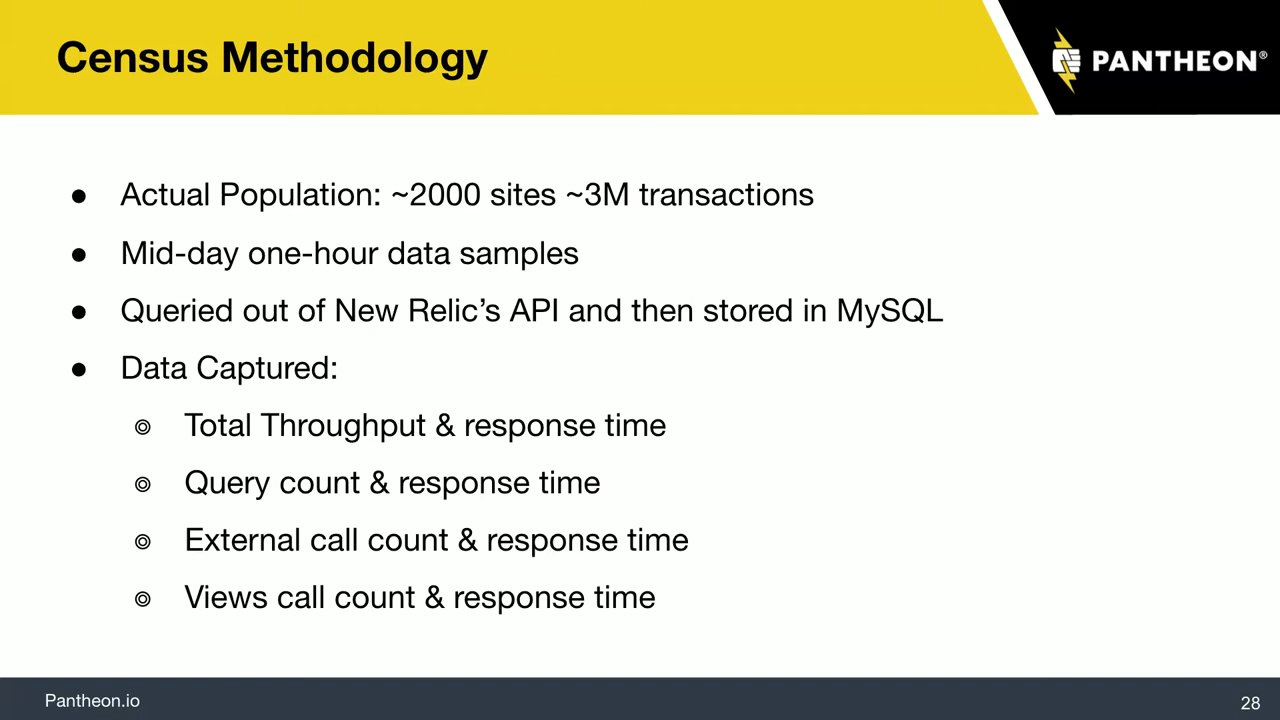 Census Methodology
PANTHEON®
● Actual Population: ~2000 sites ~3M transactions
● Mid-day one-hour data samples
● Queried out of New Relic’s API and then stored in MySQL
● Data Captured:
◎ Total Throughput & response time
◎ Query count & response time
◎ External call count & response time
◎ Views call count & response time
Pantheon.io
28